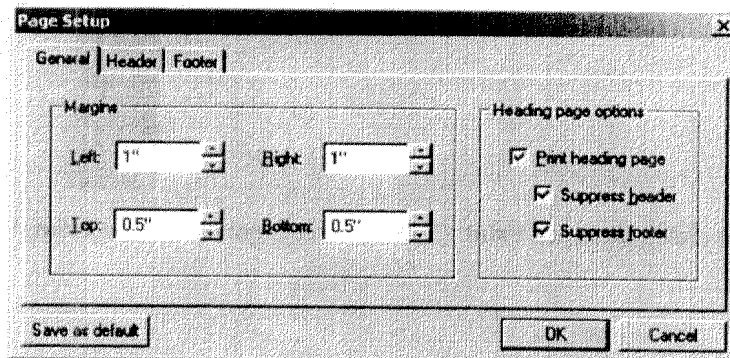 Page Setup
General Header Footer
Margins
Left: 1" Right: 1"
Top: 0.5" Bottom: 0.5"
Heading page options
Print heading page
Suppress header
Suppress footer
Save as default OK Cancel